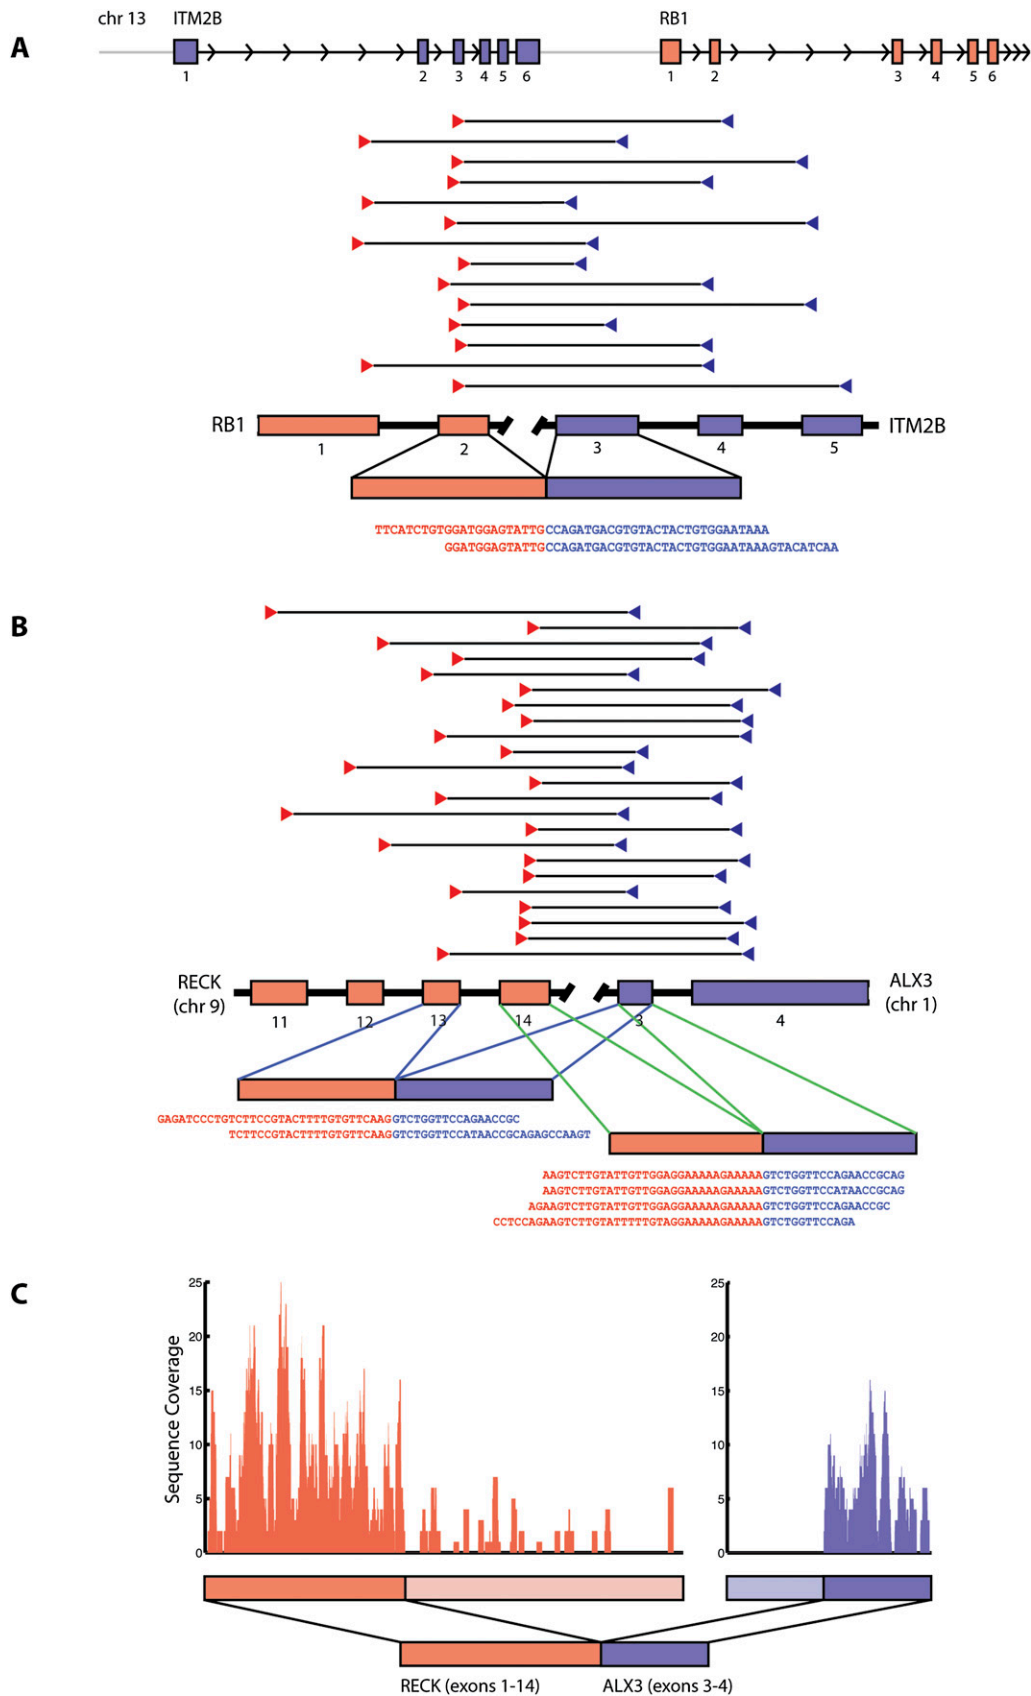 A
chr 13 ITM2B RB1
1 2 3 4 5 6 1 2 3 4 5 6
RB1 ITM2B
1 2 3 4 5
TTCATCTGTGGATGGAGTATTGCCAGATGACGTGTACTACTGTGGAATAAA
GGATGGAGTATTGCCAGATGACGTGTACTACTGTGGAATAAAGTACATCAA
B
RECK (chr 9)
ALX3 (chr 1)
11 12 13 14 3 4
GAGATCCCTGTCTTCCGTACTTTTGTGTTCAAGGTCTGGTTCCAGAACCGC
TCTTCCGTACTTTTGTGTTCAAGGTCTGGTTCCATAACCGCAGAGCCAAGT
AAGTCTTGTATTGTTGGAGGAAAAAGAAAAAGTCTGGTTCCAGAACCGCAG
AAGTCTTGTATTGTTGGAGGAAAAAGAAAAAGTCTGGTTCCATAACCGCAG
AGAAGTCTTGTATTGTTGGAGGAAAAAGAAAAAGTCTGGTTCCAGAACCGC
CCTCCAGAAGTCTTGTATTTTTGTAGGAAAAAGAAAAAGTCTGGTTCCAGA
C
Sequence Coverage
25 20 15 10 5 0
25 20 15 10 5 0
RECK (exons 1-14) ALX3 (exons 3-4)